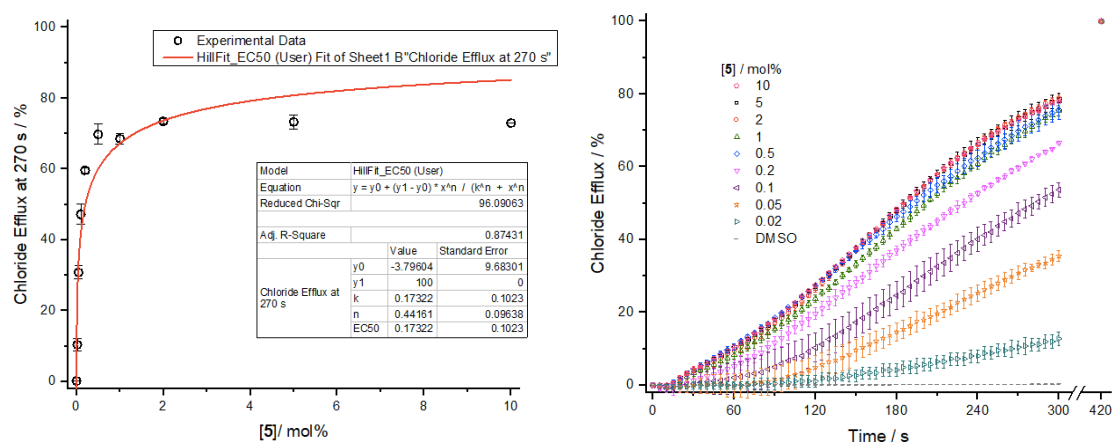 100
80
60
40
20
0
Chloride Efflux at 270 s / %
Experimental Data
HillFit_EC50 (User) Fit of Sheet1 B"Chloride Efflux at 270 s"
Model HillFit_EC50 (User)
Equation y = y0 + (y1 - y0) * x^n / (k^n + x^n
Reduced Chi-Sqr 96.09063
Adj. R-Square 0.87431
Value Standard Error
Chloride Efflux at 270 s
y0 -3.79604 9.68301
y1 100 0
k 0.17322 0.1023
n 0.44161 0.09638
EC50 0.17322 0.1023
0 2 4 6 8 10
[5]/ mol%
100
80
60
40
20
0
Chloride Efflux / %
[5] / mol%
10
5
2
1
0.5
0.2
0.1
0.05
0.02
DMSO
0 60 120 180 240 300 420
Time / s